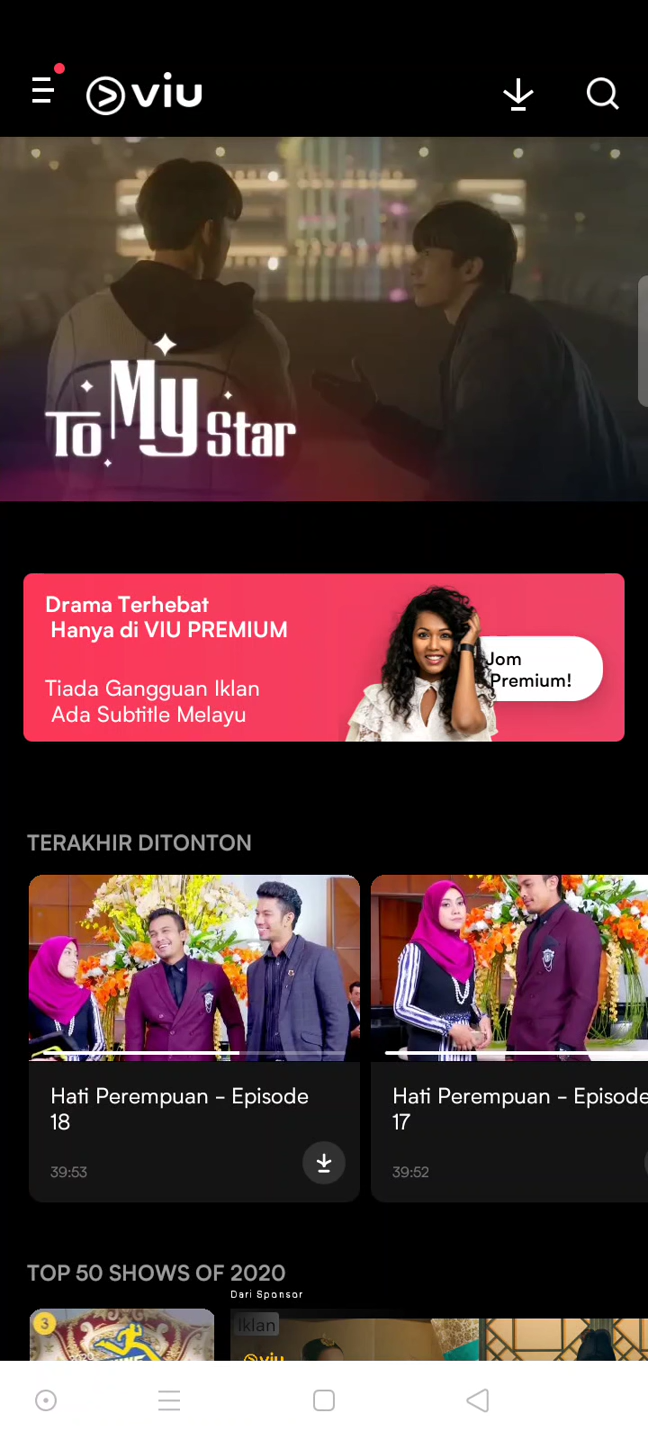 viu
To My Star
Drama Terhebat
Hanya di VIU PREMIUM
Tiada Gangguan Iklan
Ada Subtitle Melayu
Jom
Premium!
TERAKHIR DITONTON
Hati Perempuan - Episode
18
39:53
Hati Perempuan - Episode
17
39:52
TOP 50 SHOWS OF 2020
Dari Sponsor
3
Iklan
viu